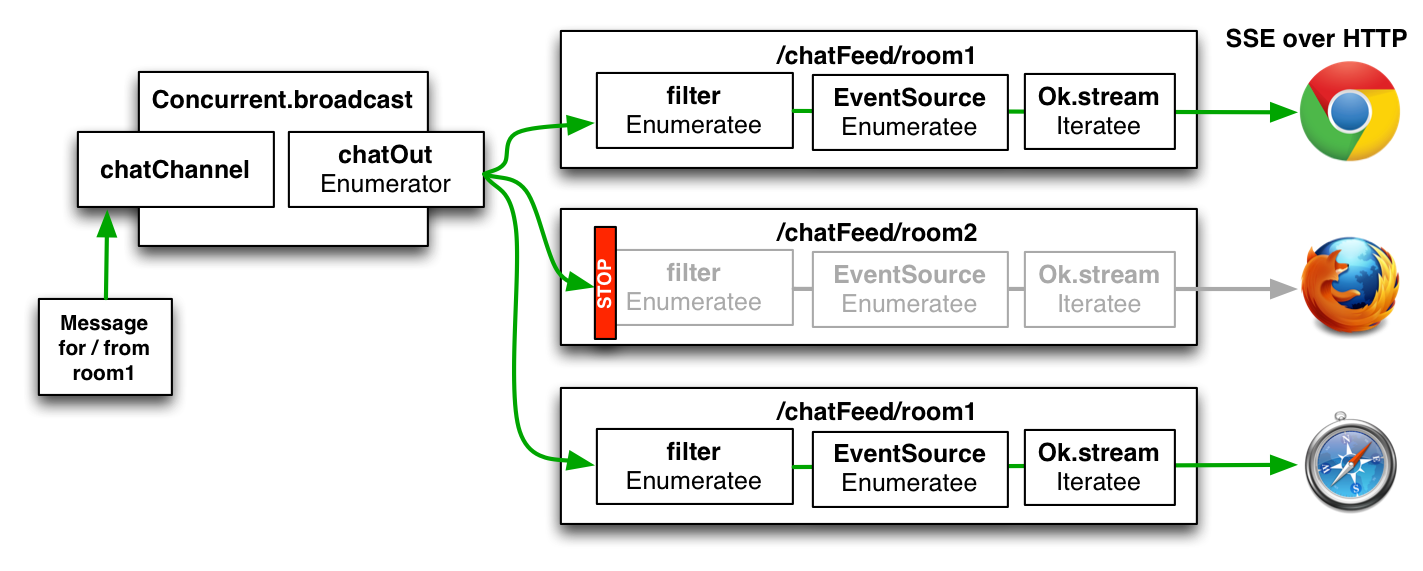 SSE over HTTP
Concurrent.broadcast
chatChannel
chatOut
Enumerator
Message
for / from
room1
/chatFeed/room1
filter
Enumeratee
EventSource
Enumeratee
Ok.stream
Iteratee
/chatFeed/room2
STOP
filter
Enumeratee
EventSource
Enumeratee
Ok.stream
Iteratee
/chatFeed/room1
filter
Enumeratee
EventSource
Enumeratee
Ok.stream
Iteratee
N
E
S
W